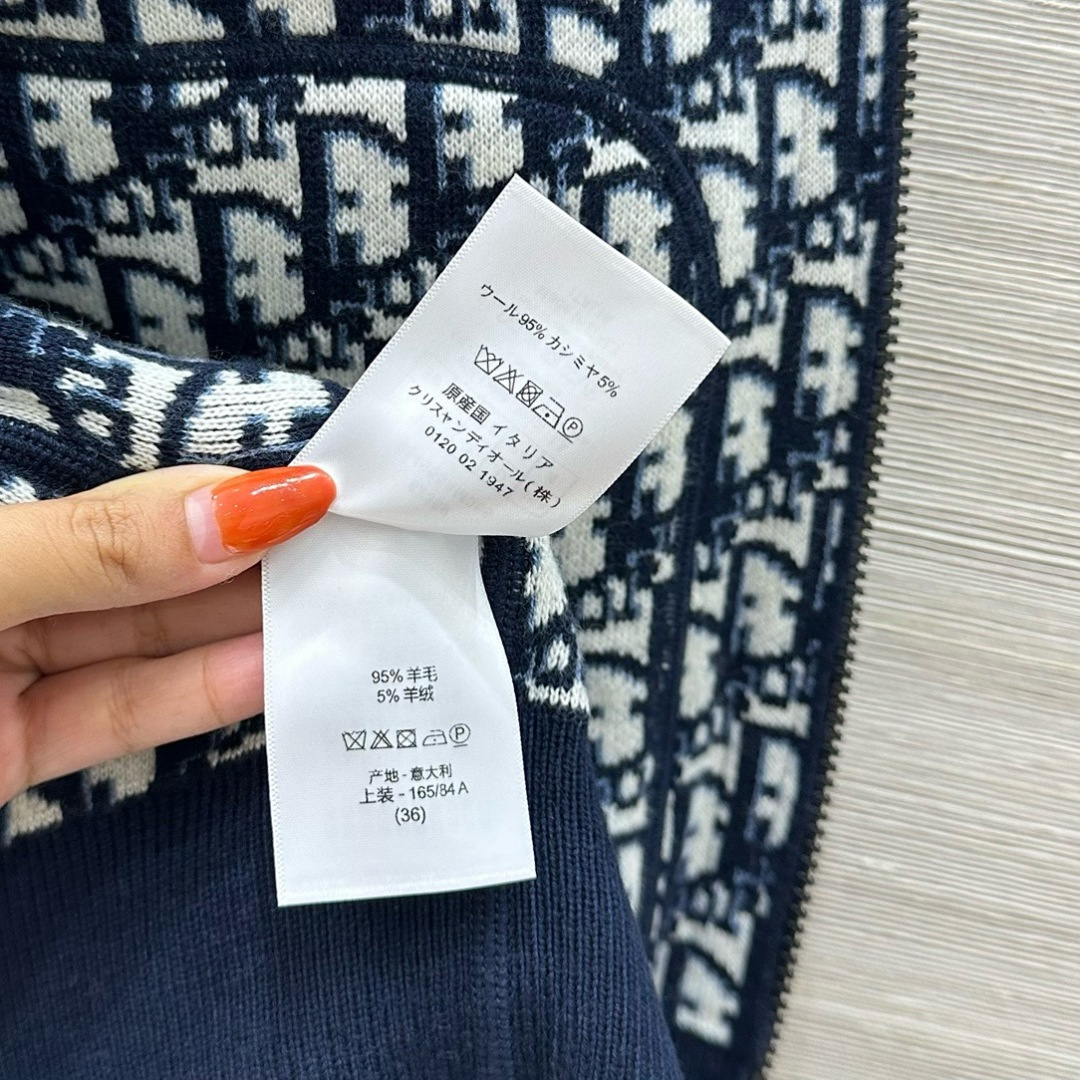 ウール95% カシミヤ5%
Ⓟ
原産国 イタリア
クリスチャンディオール(株)
0120 02 1947
95% 羊毛
5% 羊绒
Ⓟ
产地 - 意大利
上装 - 165/84 A
(36)